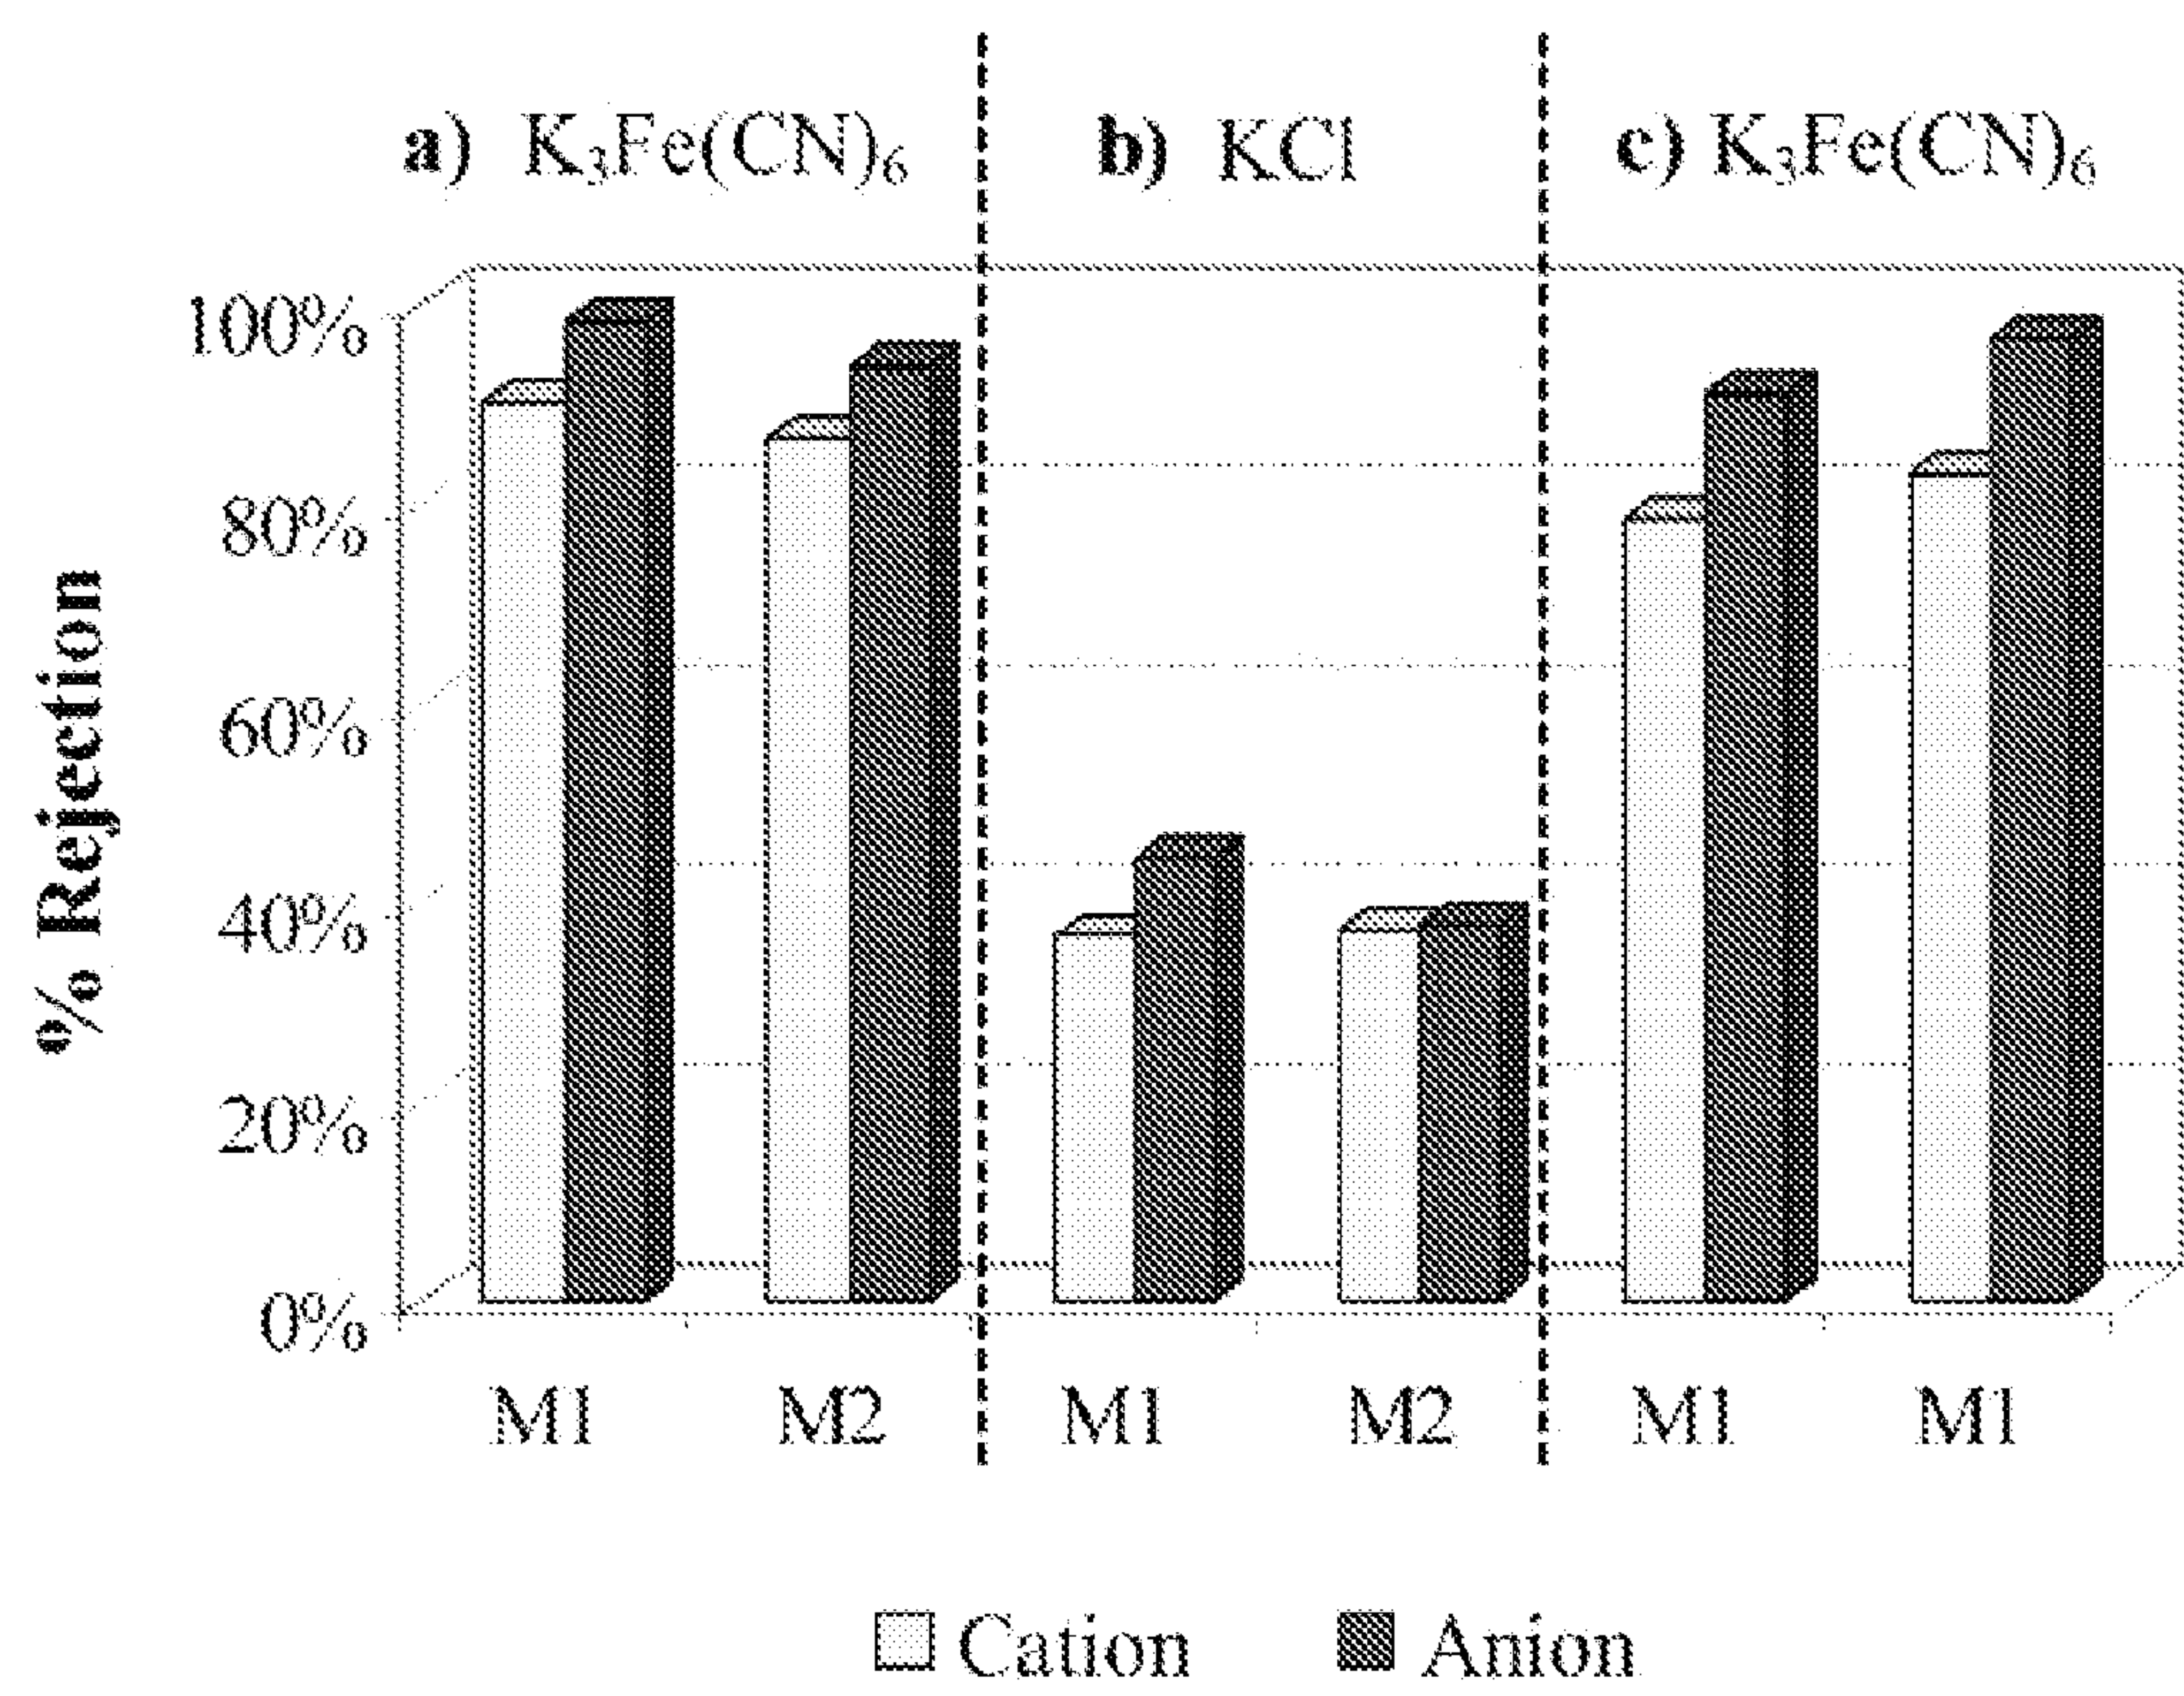 a) K₃Fe(CN)₆
b) KCl
c) K₃Fe(CN)₆
100%
80%
60%
40%
20%
0%
% Rejection
M1 M2 M1 M2 M1 M1
Cation Anion